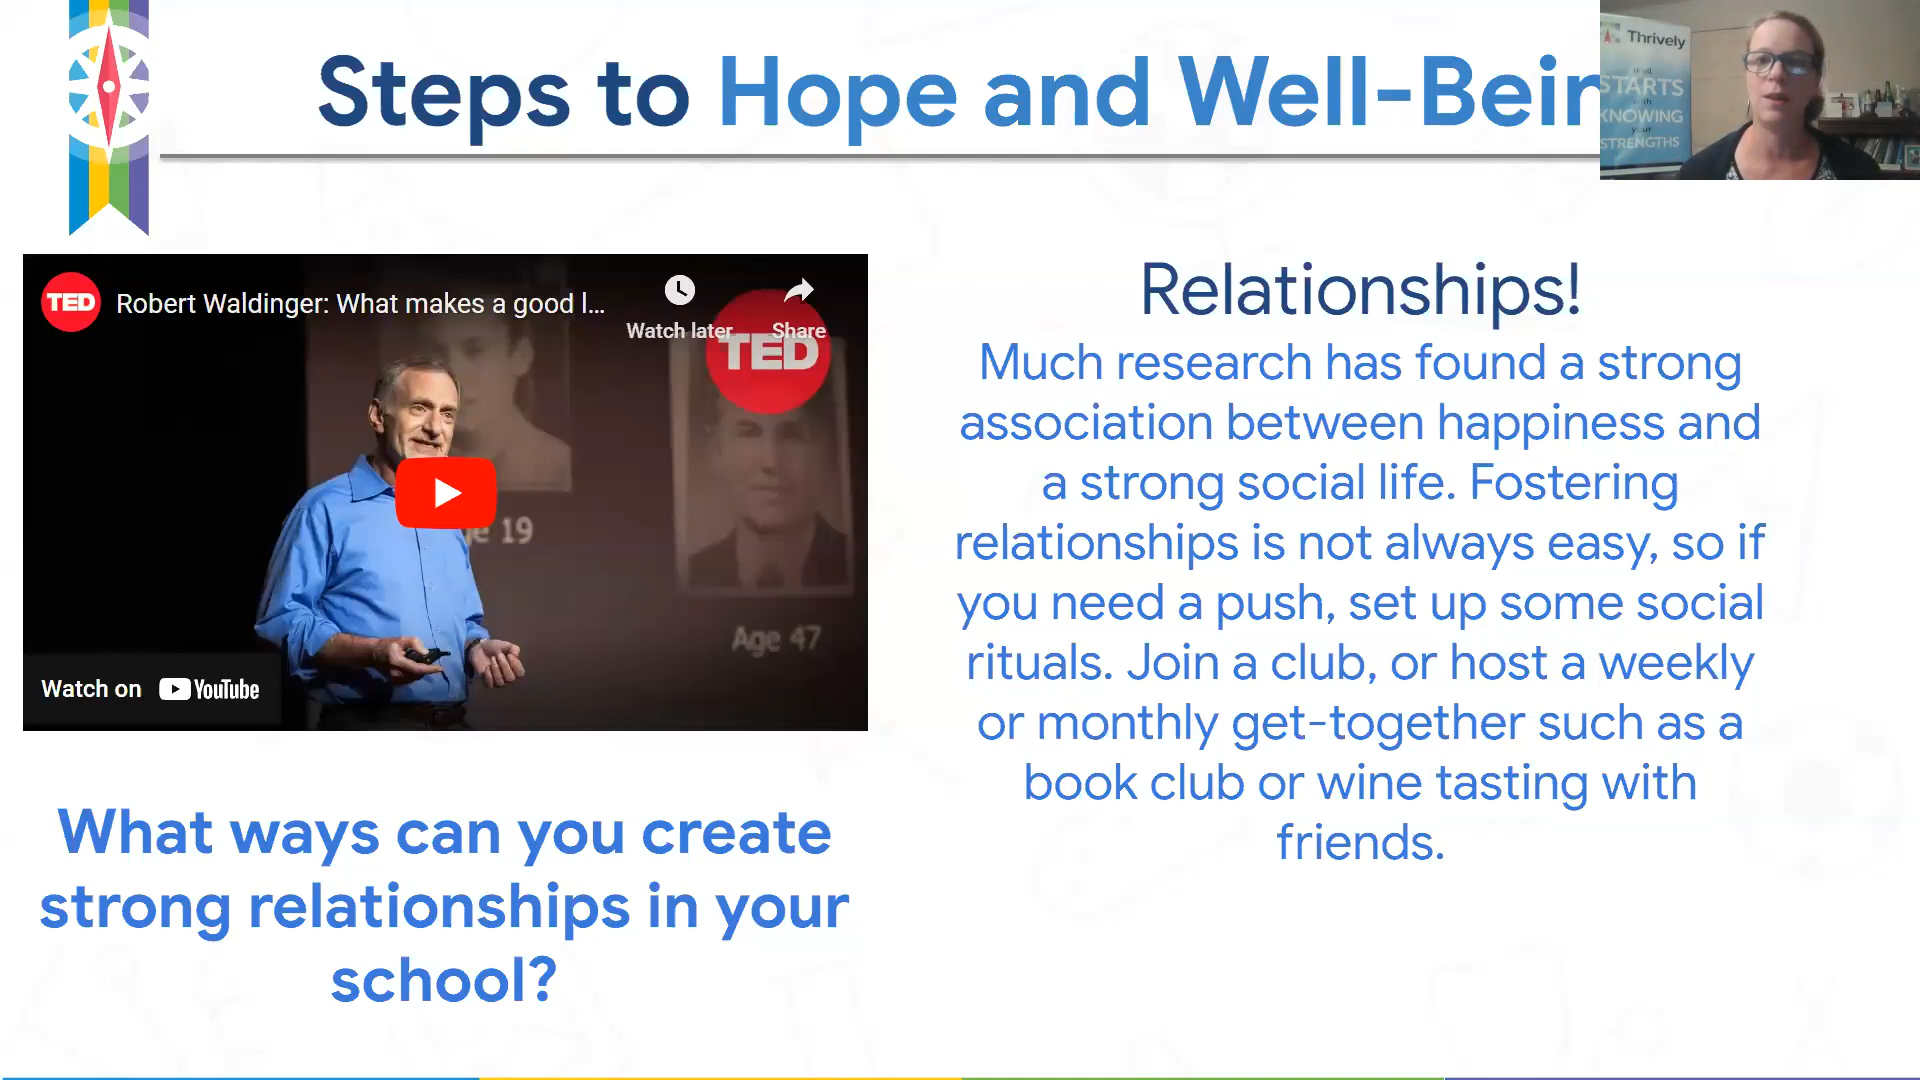 Steps to Hope and Well-Bein
Thrively
STARTS
with
KNOWING
your
STRENGTHS
TED
Robert Waldinger: What makes a good l...
Watch later
Share
TED
Age 19
Age 47
Watch on YouTube
Relationships!
Much research has found a strong
association between happiness and
a strong social life. Fostering
relationships is not always easy, so if
you need a push, set up some social
rituals. Join a club, or host a weekly
or monthly get-together such as a
book club or wine tasting with
friends.
What ways can you create
strong relationships in your
school?